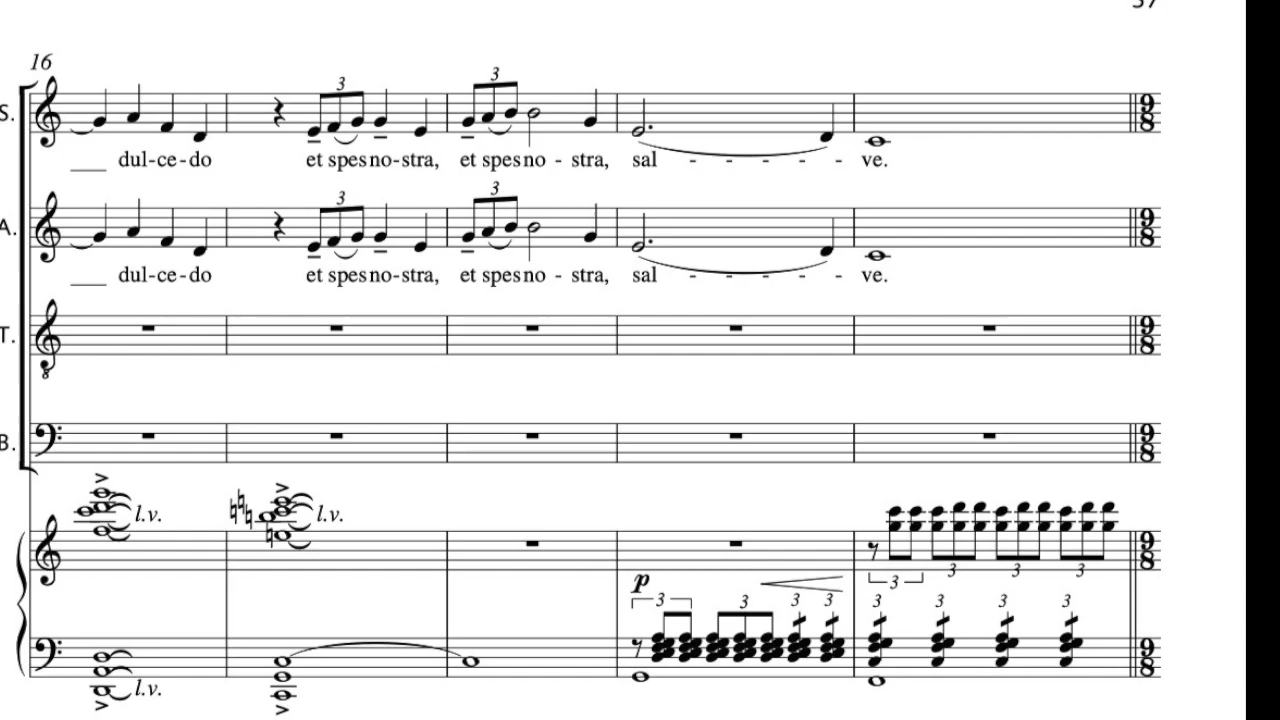 16
S.
dul-ce-do et spes no-stra, et spes no - stra, sal - - - - - ve.
A.
dul-ce-do et spes no-stra, et spes no - stra, sal - - - - - ve.
T.
B.
l.v. l.v.
p
l.v.